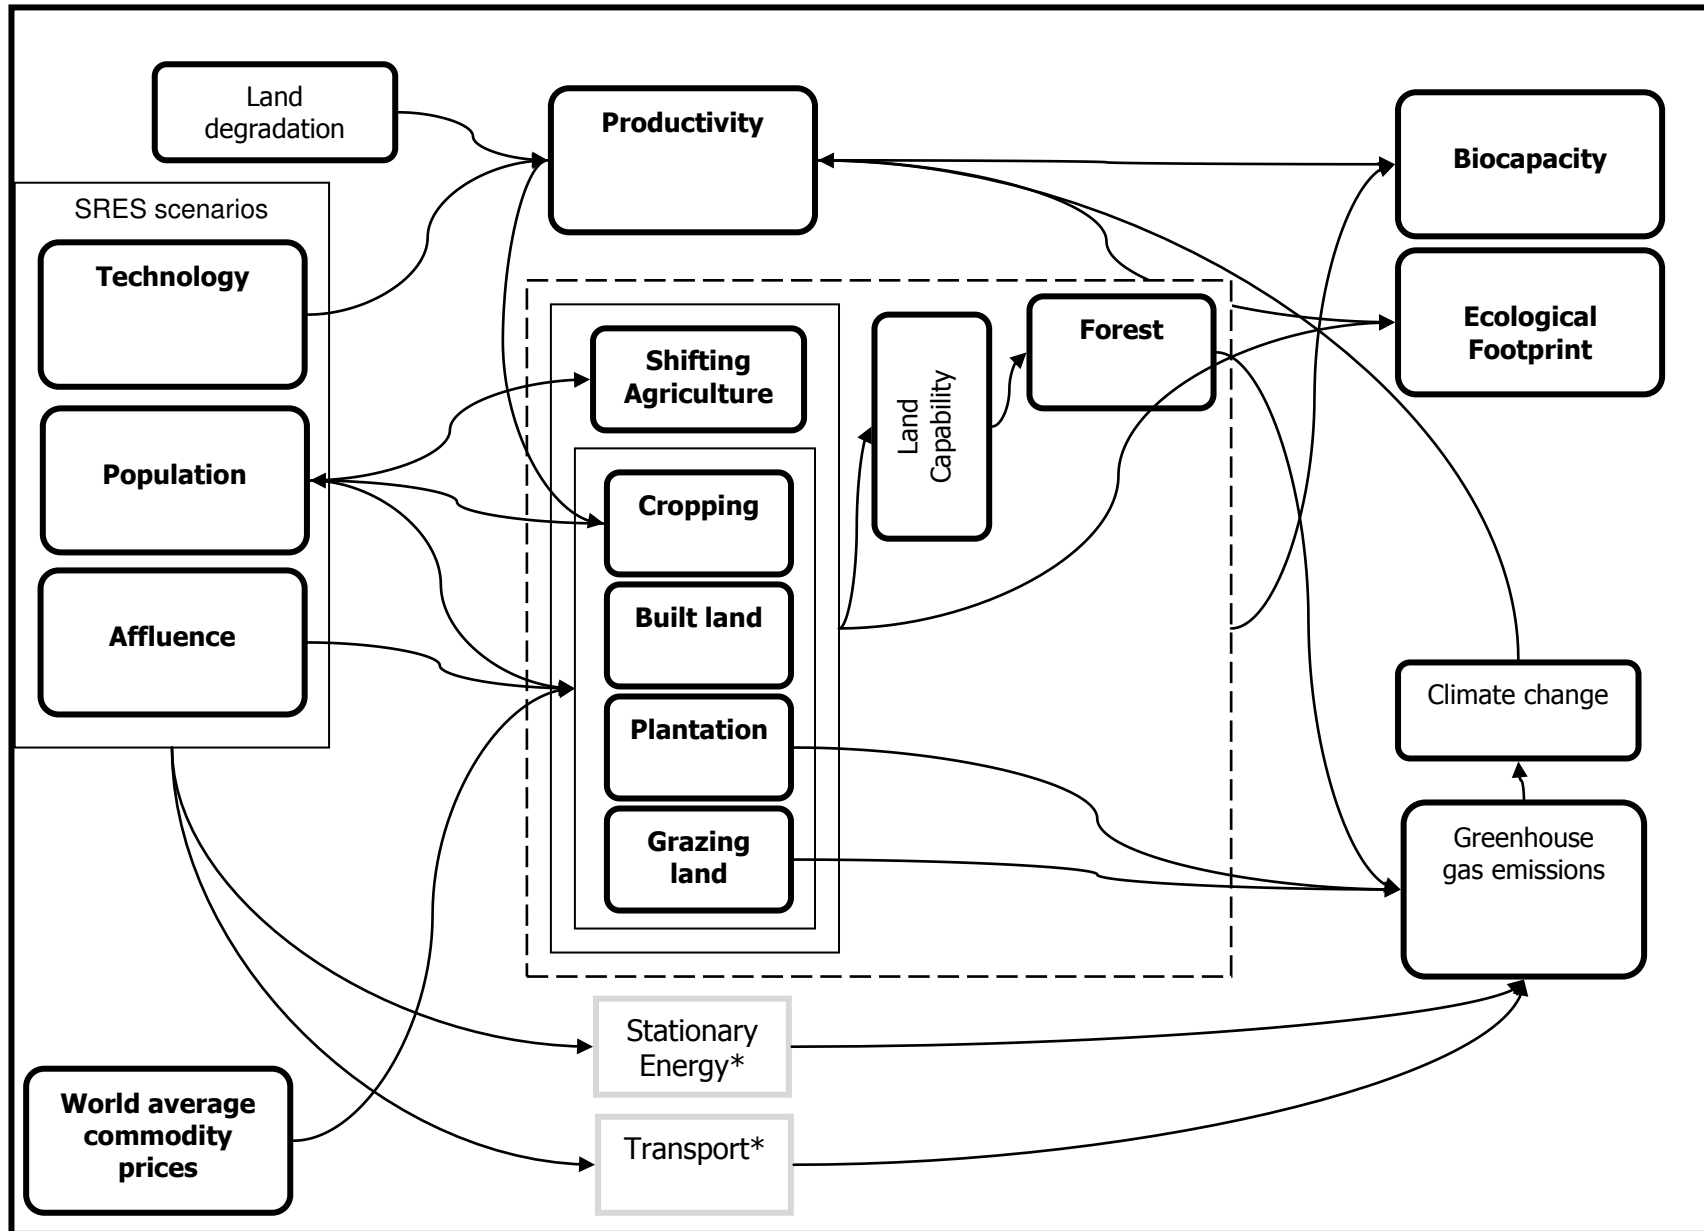 Land
degradation
Productivity
Biocapacity
SRES scenarios
Technology
Ecological
Footprint
Shifting
Agriculture
Land
Capability
Forest
Population
Cropping
Affluence
Built land
Plantation
Grazing
land
Climate change
Greenhouse
gas emissions
Stationary
Energy*
World average
commodity
prices
Transport*